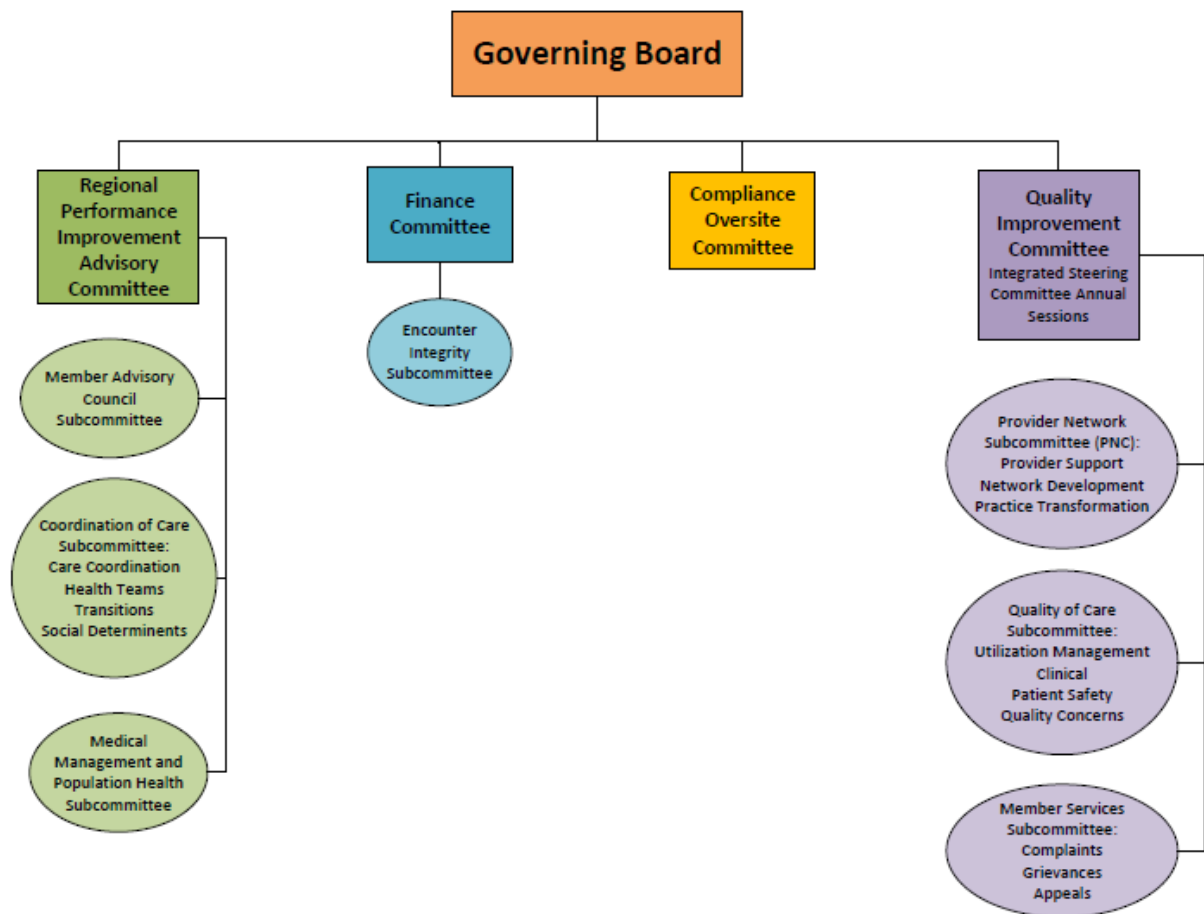 Governing Board
Regional
Performance
Improvement
Advisory
Committee
Finance
Committee
Compliance
Oversite
Committee
Quality
Improvement
Committee
Integrated Steering
Committee Annual
Sessions
Member Advisory
Council
Subcommittee
Coordination of Care
Subcommittee:
Care Coordination
Health Teams
Transitions
Social Determinents
Medical
Management and
Population Health
Subcommittee
Encounter
Integrity
Subcommittee
Provider Network
Subcommittee (PNC):
Provider Support
Network Development
Practice Transformation
Quality of Care
Subcommittee:
Utilization Management
Clinical
Patient Safety
Quality Concerns
Member Services
Subcommittee:
Complaints
Grievances
Appeals